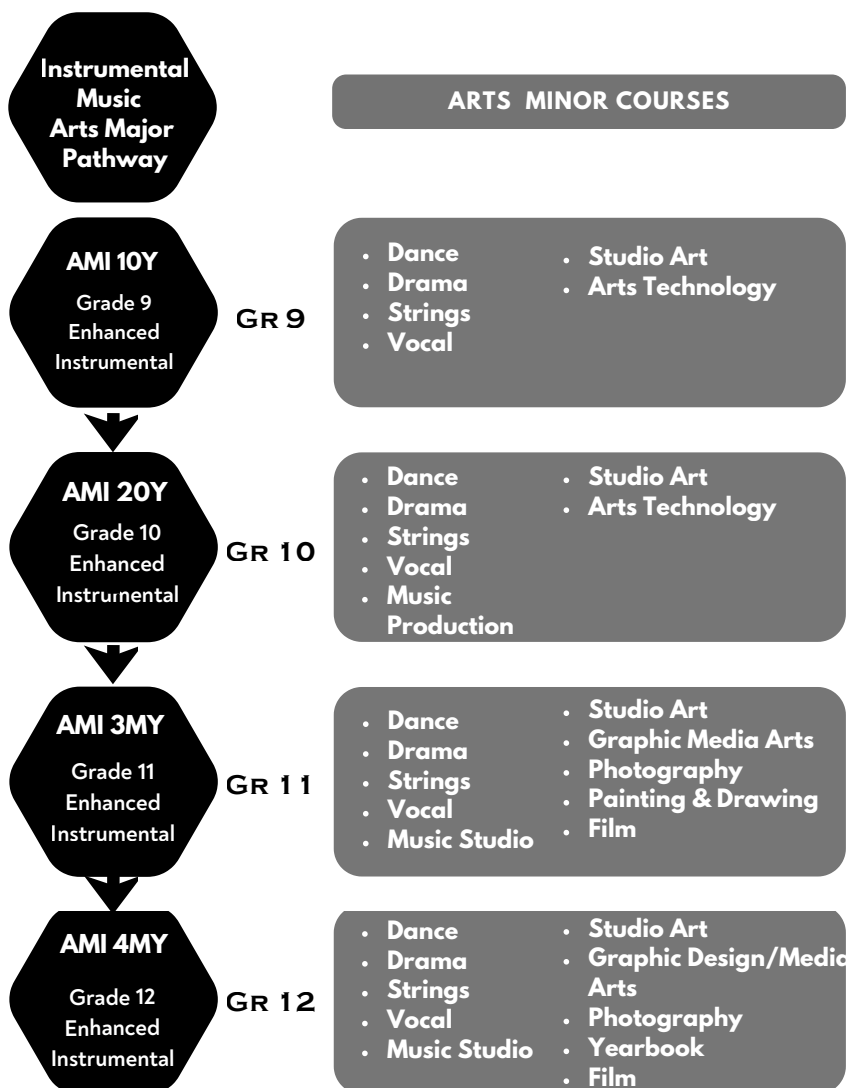 Instrumental
Music
Arts Major
Pathway
ARTS MINOR COURSES
AMI 10Y
Grade 9
Enhanced
Instrumental
GR 9
• Dance
• Drama
• Strings
• Vocal
• Studio Art
• Arts Technology
AMI 20Y
Grade 10
Enhanced
Instrumental
GR 10
• Dance
• Drama
• Strings
• Vocal
• Music
Production
• Studio Art
• Arts Technology
AMI 3MY
Grade 11
Enhanced
Instrumental
GR 11
• Dance
• Drama
• Strings
• Vocal
• Music Studio
• Studio Art
• Graphic Media Arts
• Photography
• Painting & Drawing
• Film
AMI 4MY
Grade 12
Enhanced
Instrumental
GR 12
• Dance
• Drama
• Strings
• Vocal
• Music Studio
• Studio Art
• Graphic Design/Media
Arts
• Photography
• Yearbook
• Film